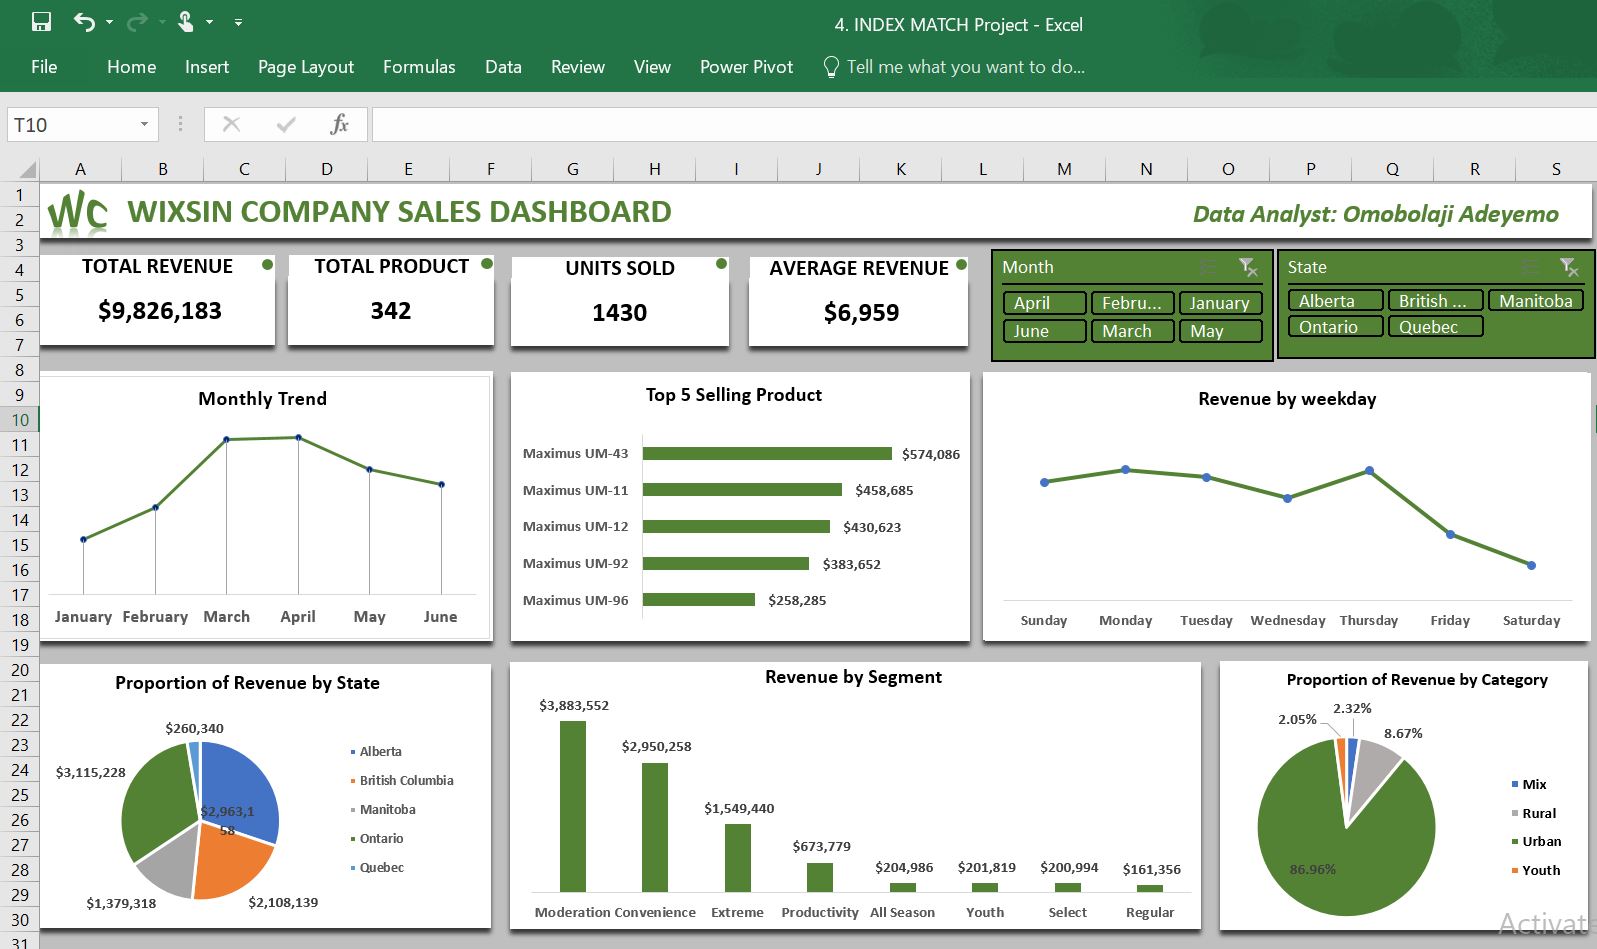 4. INDEX MATCH Project - Excel
File Home Insert Page Layout Formulas Data Review View Power Pivot Tell me what you want to do...
T10 fx
A B C D E F G H I J K L M N O P Q R S
1
2
3
4
5
6
7
8
9
10
11
12
13
14
15
16
17
18
19
20
21
22
23
24
25
26
27
28
29
30
31
WC WIXSIN COMPANY SALES DASHBOARD Data Analyst: Omobolaji Adeyemo
TOTAL REVENUE
$9,826,183
TOTAL PRODUCT
342
UNITS SOLD
1430
AVERAGE REVENUE
$6,959
Month
April Febru... January
June March May
State
Alberta British ... Manitoba
Ontario Quebec
Monthly Trend
January February March April May June
Top 5 Selling Product
Maximus UM-43 $574,086
Maximus UM-11 $458,685
Maximus UM-12 $430,623
Maximus UM-92 $383,652
Maximus UM-96 $258,285
Revenue by weekday
Sunday Monday Tuesday Wednesday Thursday Friday Saturday
Proportion of Revenue by State
$260,340
$3,115,228
$2,963,1
58
$1,379,318
$2,108,139
Alberta
British Columbia
Manitoba
Ontario
Quebec
Revenue by Segment
$3,883,552
$2,950,258
$1,549,440
$673,779
$204,986 $201,819 $200,994 $161,356
Moderation Convenience Extreme Productivity All Season Youth Select Regular
Proportion of Revenue by Category
2.32%
2.05%
8.67%
86.96%
Mix
Rural
Urban
Youth
Activat